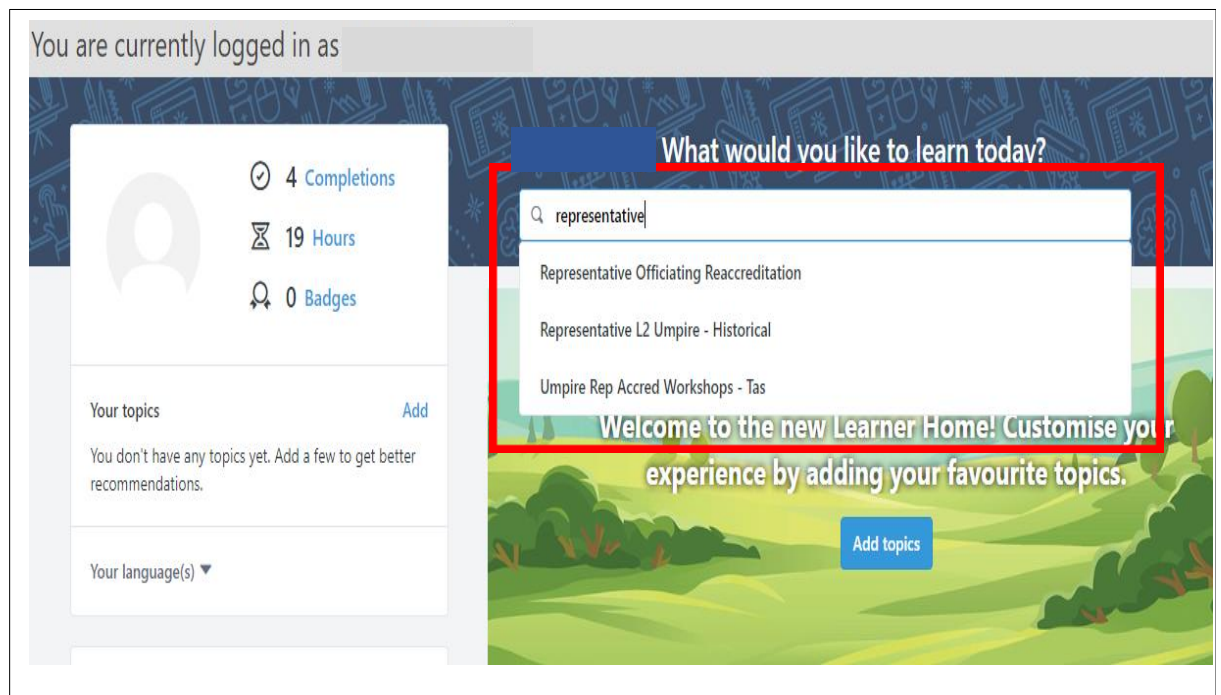 You are currently logged in as
4 Completions
19 Hours
0 Badges
Your topics Add
You don't have any topics yet. Add a few to get better
recommendations.
Your language(s)
What would you like to learn today?
representative
Representative Officiating Reaccreditation
Representative L2 Umpire - Historical
Umpire Rep Accred Workshops - Tas
Welcome to the new Learner Home! Customise your
experience by adding your favourite topics.
Add topics